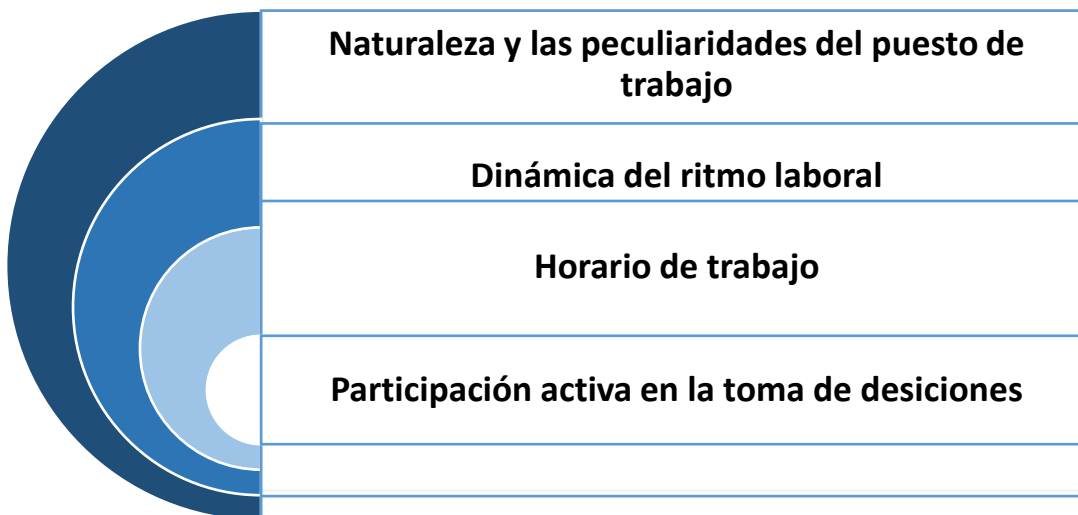 Naturaleza y las peculiaridades del puesto de
trabajo
Dinámica del ritmo laboral
Horario de trabajo
Participación activa en la toma de desiciones